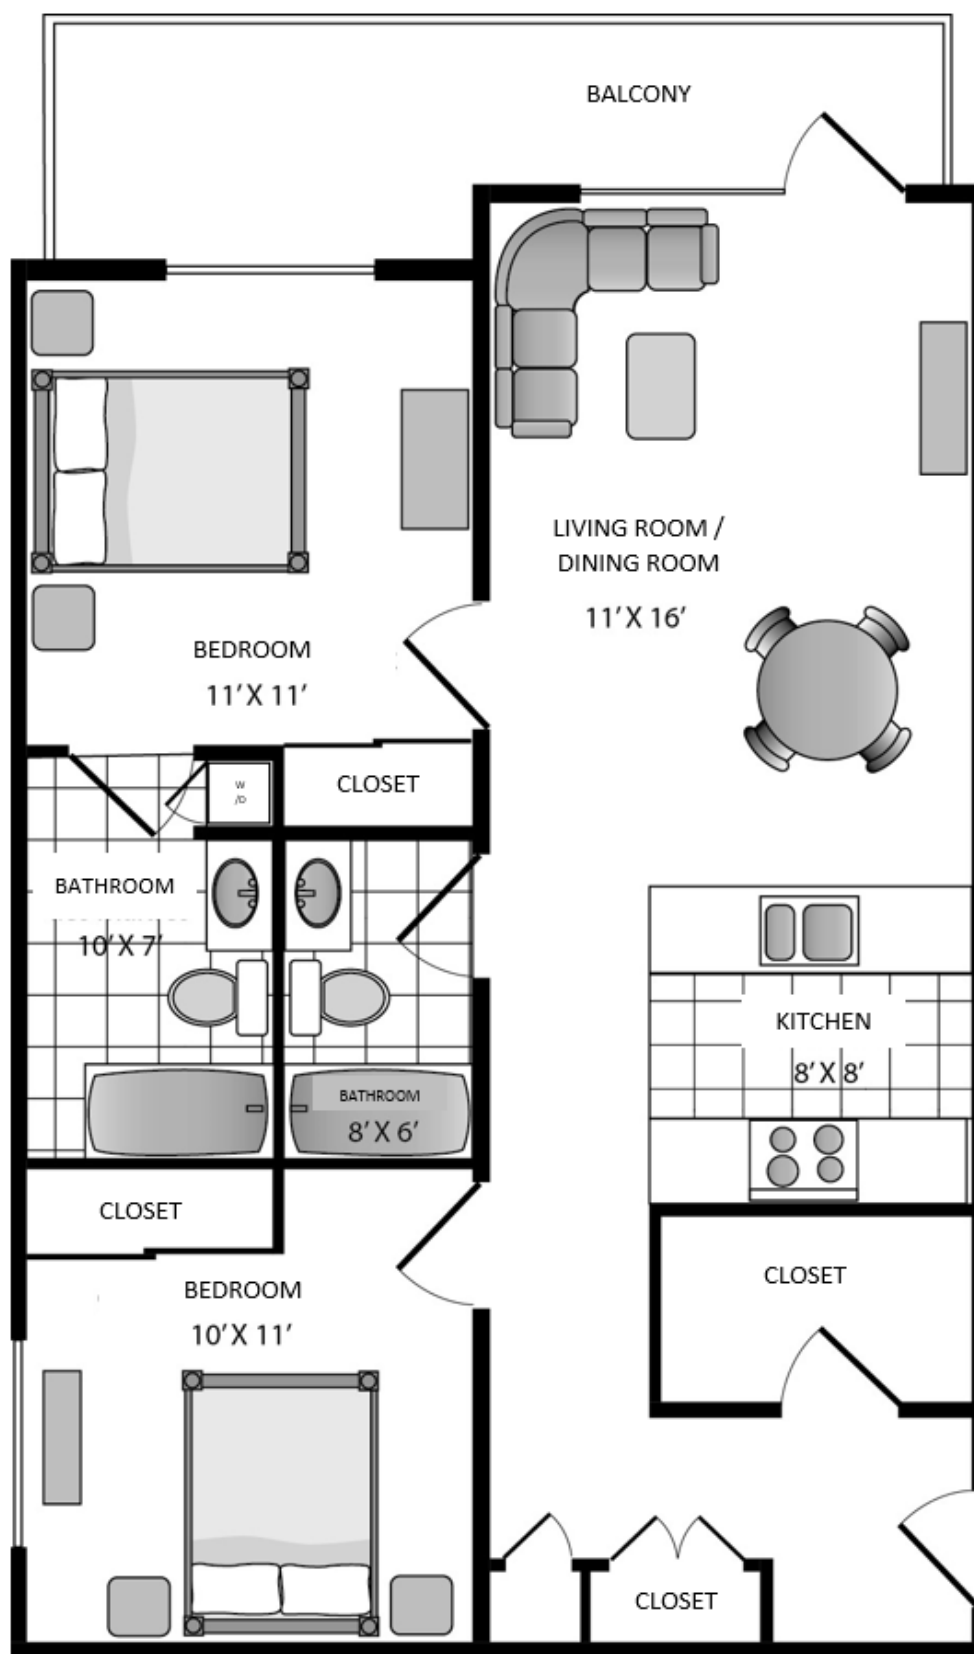 BALCONY
LIVING ROOM /
DINING ROOM
11’ X 16’
BEDROOM
11’ X 11’
W
/D
CLOSET
BATHROOM
10’ X 7’
KITCHEN
8’ X 8’
BATHROOM
8’ X 6’
CLOSET
BEDROOM
10’ X 11’
CLOSET
CLOSET